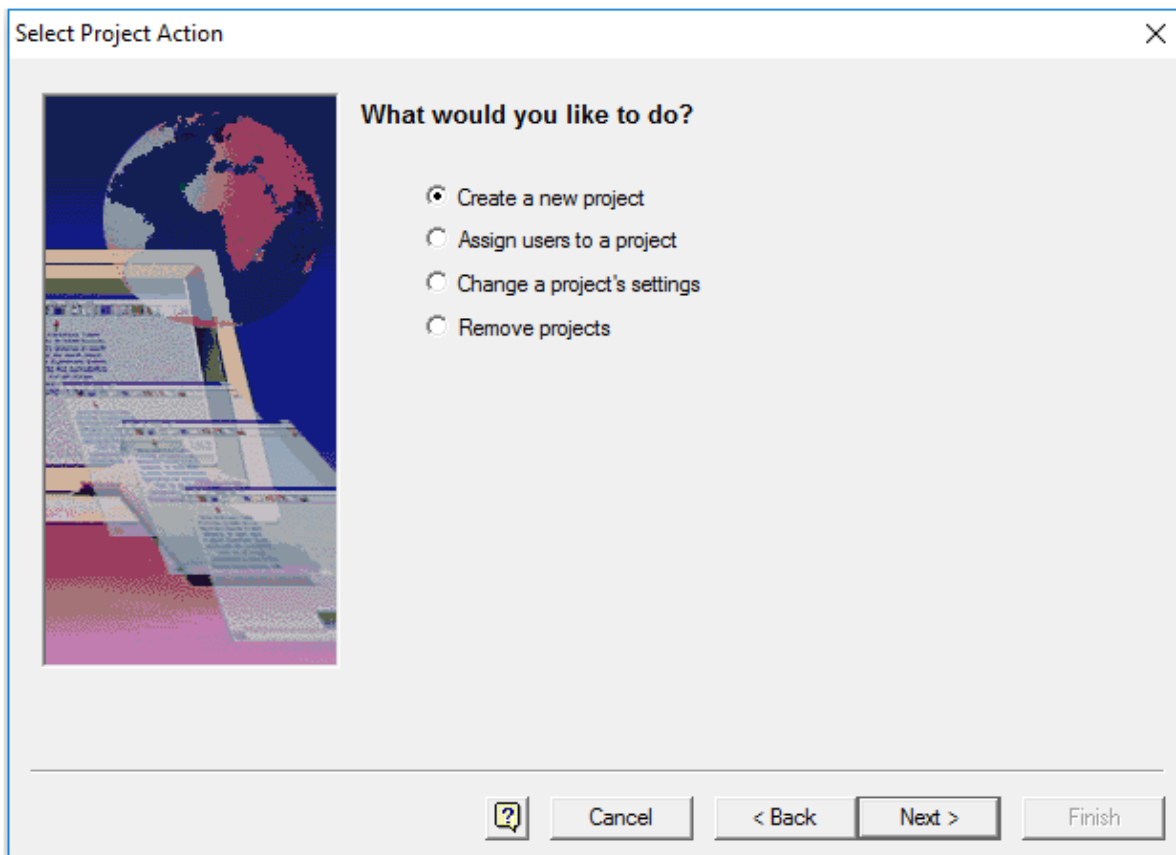 Select Project Action
What would you like to do?
Create a new project
Assign users to a project
Change a project's settings
Remove projects
Cancel
< Back
Next >
Finish